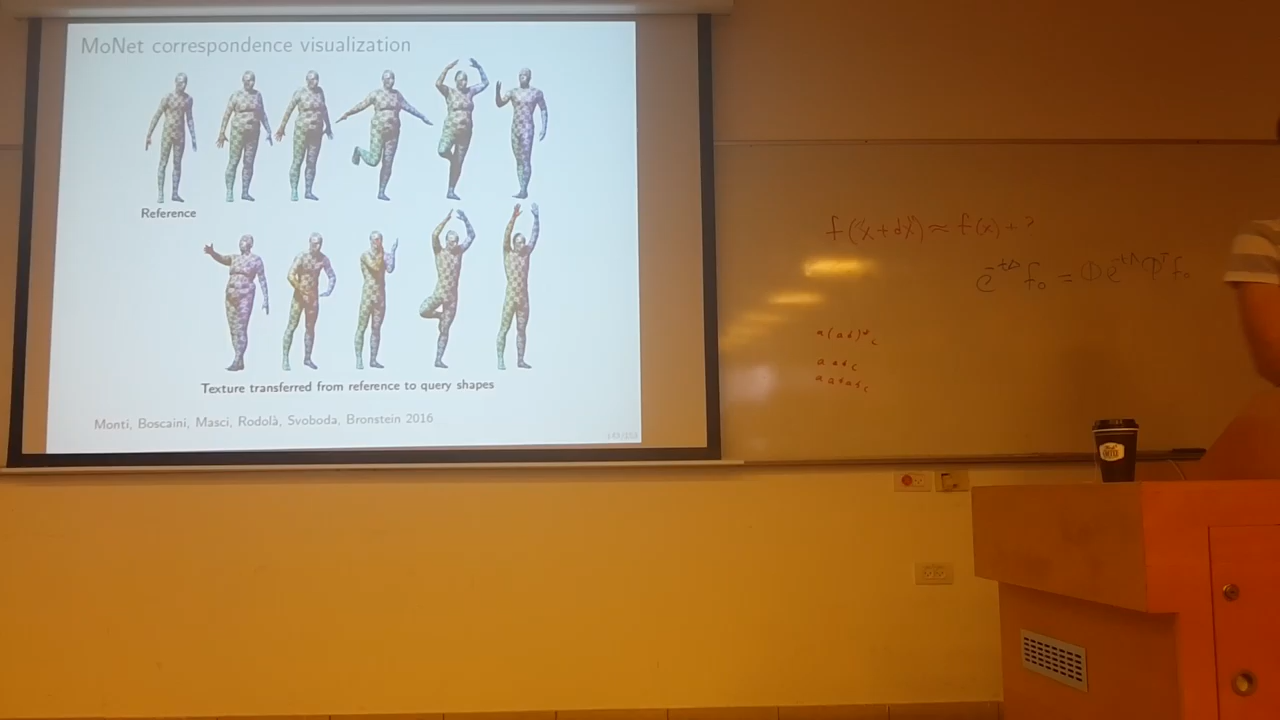 MoNet correspondence visualization
Reference
Texture transferred from reference to query shapes
Monti, Boscaini, Masci, Rodolà, Svoboda, Bronstein 2016
f(x+dx) ≈ f(x) + ?
e^{-tΔ} f₀ = Φ e^{-tΛ} Φᵀ f₀